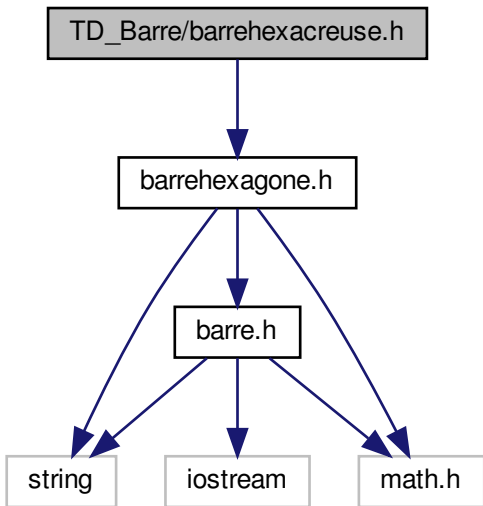 TD_Barre/barrehexacreuse.h
barrehexagone.h
barre.h
string
iostream
math.h